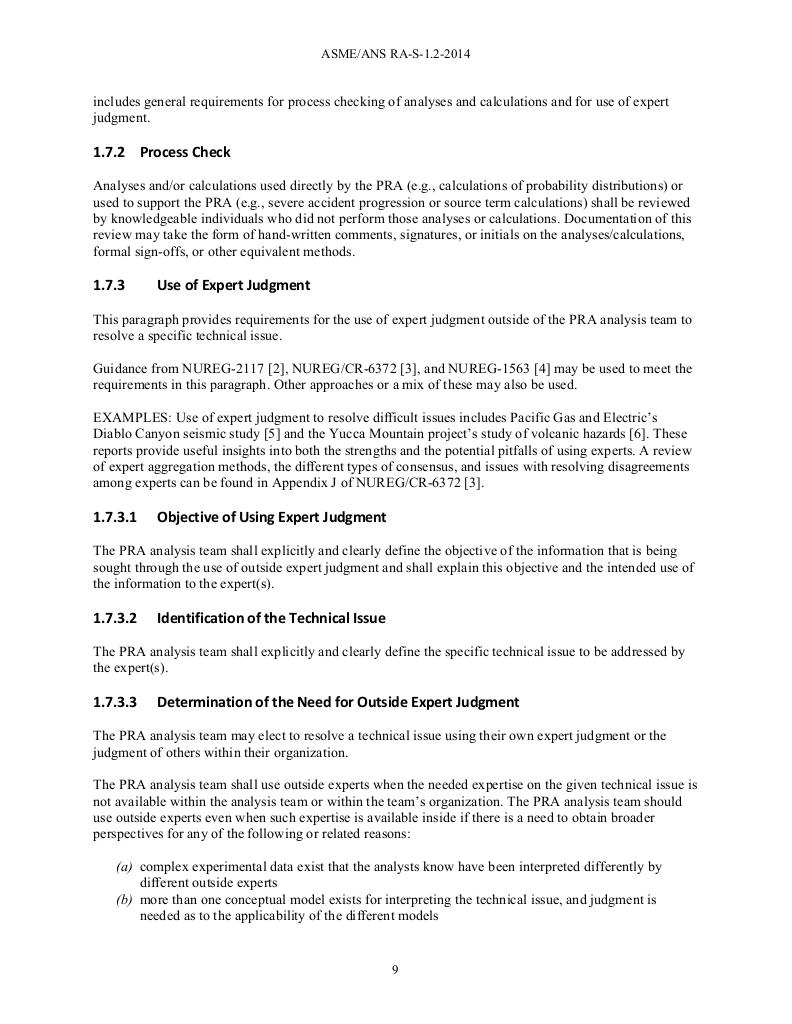 ASME/ANS RA-S-1.2-2014
includes general requirements for process checking of analyses and calculations and for use of expert
judgment.
1.7.2 Process Check
Analyses and/or calculations used directly by the PRA (e.g., calculations of probability distributions) or
used to support the PRA (e.g., severe accident progression or source term calculations) shall be reviewed
by knowledgeable individuals who did not perform those analyses or calculations. Documentation of this
review may take the form of hand-written comments, signatures, or initials on the analyses/calculations,
formal sign-offs, or other equivalent methods.
1.7.3 Use of Expert Judgment
This paragraph provides requirements for the use of expert judgment outside of the PRA analysis team to
resolve a specific technical issue.
Guidance from NUREG-2117 [2], NUREG/CR-6372 [3], and NUREG-1563 [4] may be used to meet the
requirements in this paragraph. Other approaches or a mix of these may also be used.
EXAMPLES: Use of expert judgment to resolve difficult issues includes Pacific Gas and Electric’s
Diablo Canyon seismic study [5] and the Yucca Mountain project’s study of volcanic hazards [6]. These
reports provide useful insights into both the strengths and the potential pitfalls of using experts. A review
of expert aggregation methods, the different types of consensus, and issues with resolving disagreements
among experts can be found in Appendix J of NUREG/CR-6372 [3].
1.7.3.1 Objective of Using Expert Judgment
The PRA analysis team shall explicitly and clearly define the objective of the information that is being
sought through the use of outside expert judgment and shall explain this objective and the intended use of
the information to the expert(s).
1.7.3.2 Identification of the Technical Issue
The PRA analysis team shall explicitly and clearly define the specific technical issue to be addressed by
the expert(s).
1.7.3.3 Determination of the Need for Outside Expert Judgment
The PRA analysis team may elect to resolve a technical issue using their own expert judgment or the
judgment of others within their organization.
The PRA analysis team shall use outside experts when the needed expertise on the given technical issue is
not available within the analysis team or within the team’s organization. The PRA analysis team should
use outside experts even when such expertise is available inside if there is a need to obtain broader
perspectives for any of the following or related reasons:
(a) complex experimental data exist that the analysts know have been interpreted differently by
different outside experts
(b) more than one conceptual model exists for interpreting the technical issue, and judgment is
needed as to the applicability of the different models
9